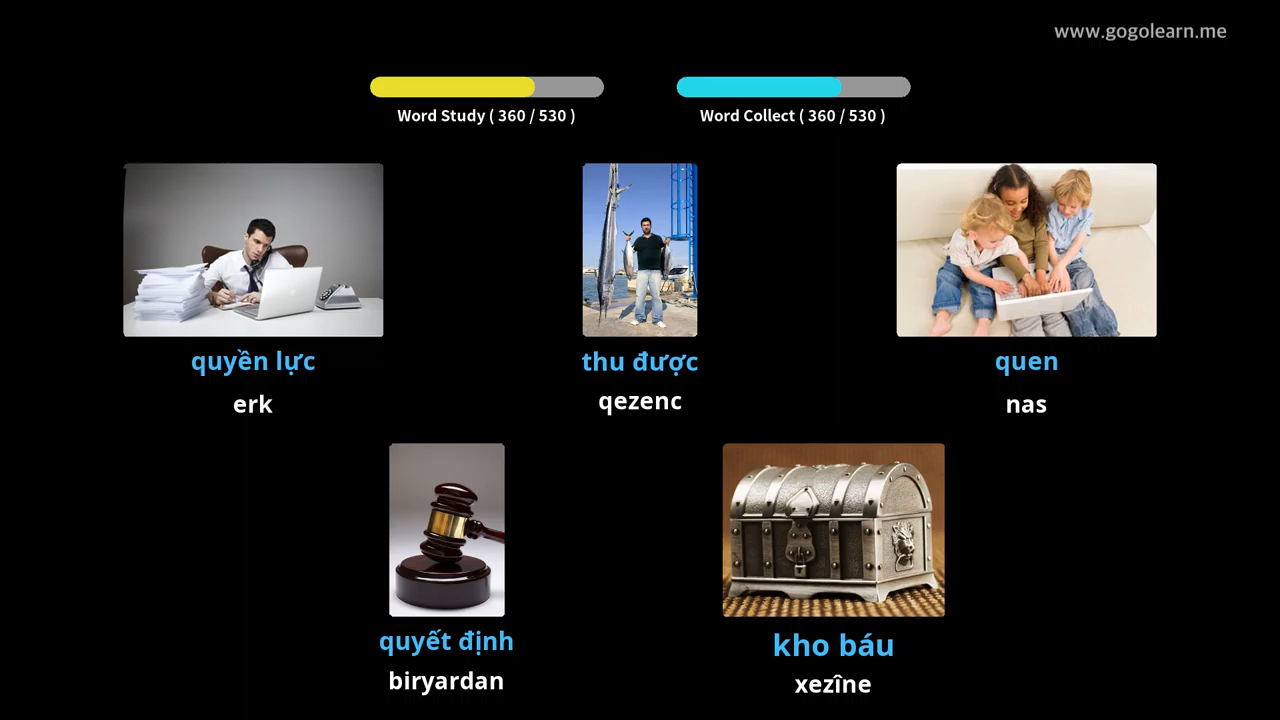 www.gogolearn.me
Word Study ( 360 / 530 )
Word Collect ( 360 / 530 )
quyền lực
erk
thu được
qezenc
quen
nas
quyết định
biryardan
kho báu
xezîne